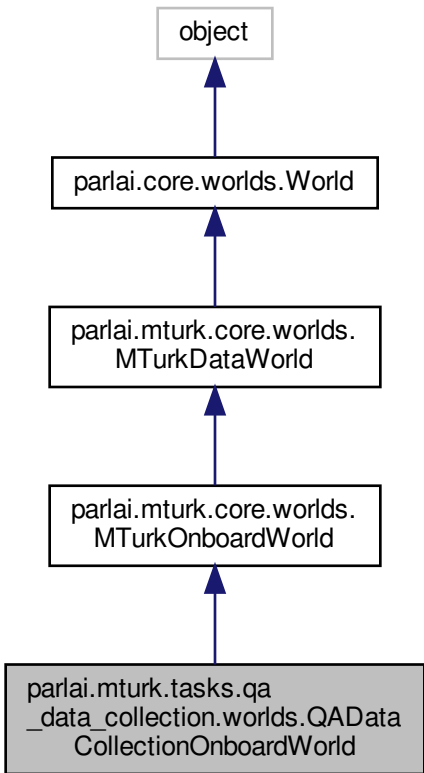 object
parlai.core.worlds.World
parlai.mturk.core.worlds.
MTurkDataWorld
parlai.mturk.core.worlds.
MTurkOnboardWorld
parlai.mturk.tasks.qa
_data_collection.worlds.QAData
CollectionOnboardWorld